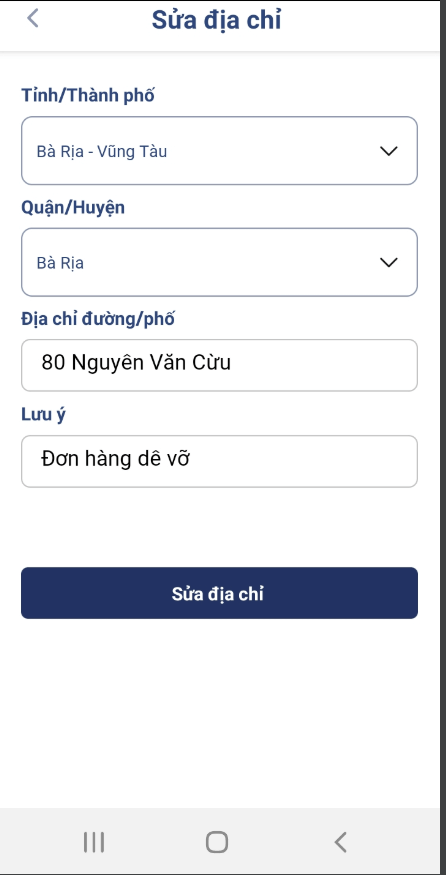 Sửa địa chỉ
Tỉnh/Thành phố
Bà Rịa - Vũng Tàu
Quận/Huyện
Bà Rịa
Địa chỉ đường/phố
80 Nguyên Văn Cừu
Lưu ý
Đơn hàng dê vỡ
Sửa địa chỉ